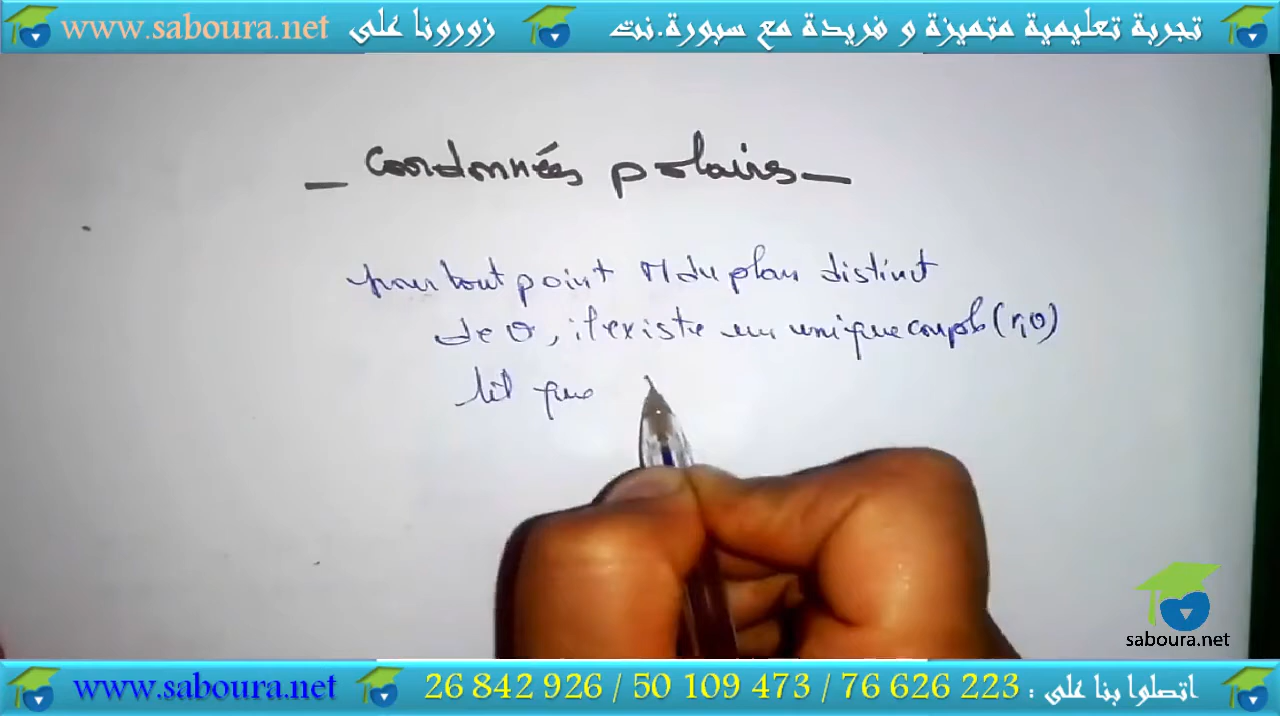 تجربة تعليمية متميزة و فريدة مع سبورة.نت زورونا على www.saboura.net
_ Coordonnées polaires _
pour tout point M du plan distinct
de O, il existe un unique couple (r,θ)
tel que
saboura.net
اتصلوا بنا على : 26 842 926 / 50 109 473 / 76 626 223 www.saboura.net